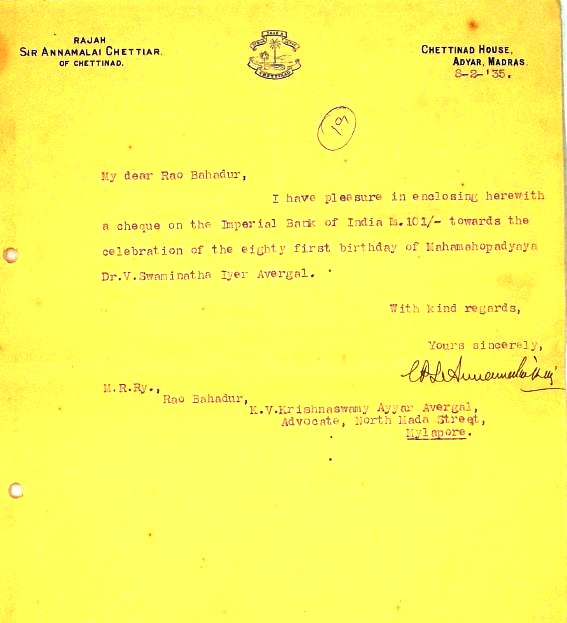 RAJAH
SIR ANNAMALAI CHETTIAR.
OF CHETTINAD.
CHETTINAD HOUSE,
ADYAR, MADRAS.
8-2-'35.
My dear Rao Bahadur,
I have pleasure in enclosing herewith
a cheque on the Imperial Bank of India Rs.101/- towards the
celebration of the eighty first birthday of Mahamahopadyaya
Dr.V.Swaminatha Iyer Avergal.
With kind regards,
Yours sincerely,
M.R.Ry.,
Rao Bahadur,
K.V.Krishnaswamy Ayyar Avergal,
Advocate, North Mada Street,
Mylapore.